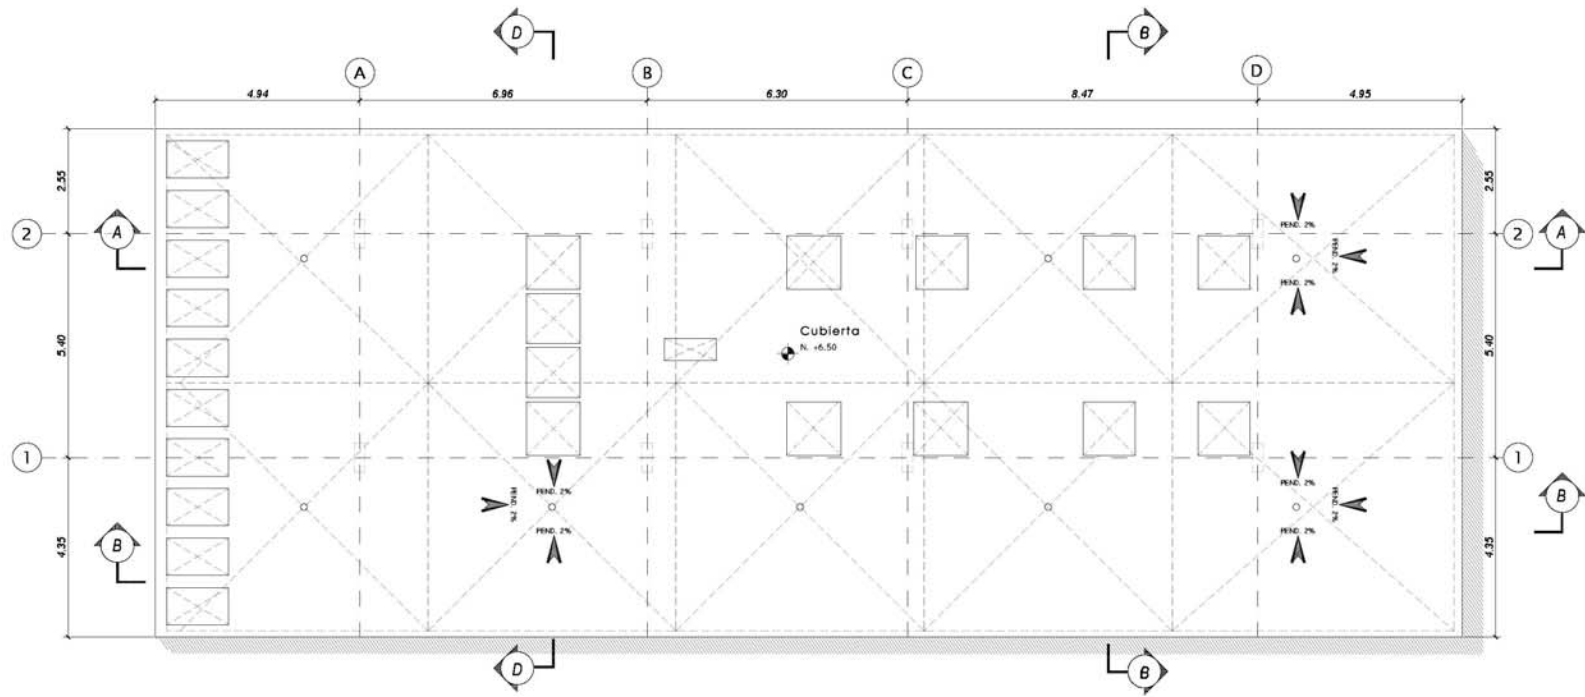 D
B
A
B
C
D
4.94
6.96
6.30
8.47
4.95
2.55
2.55
2
A
PEND. 2%
PEND. 2%
PEND. 2%
2
A
Cubierta
N. +6.50
5.40
5.40
1
1
PEND. 2%
PEND. 2%
PEND. 2%
PEND. 2%
PEND. 2%
PEND. 2%
B
B
4.35
4.35
D
B